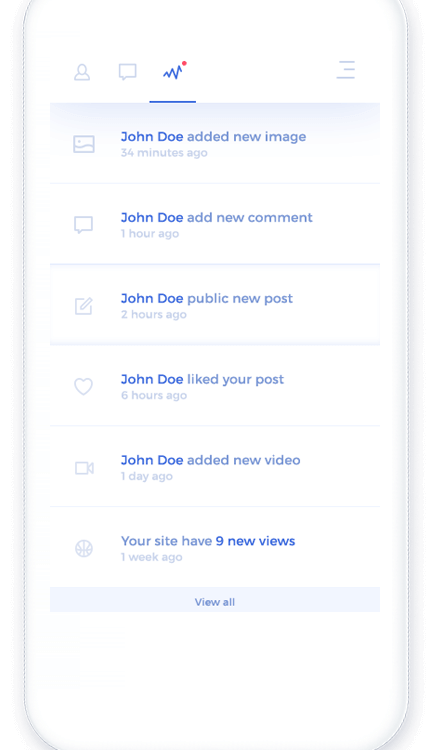 John Doe added new image
34 minutes ago
John Doe add new comment
1 hour ago
John Doe public new post
2 hours ago
John Doe liked your post
6 hours ago
John Doe added new video
1 day ago
Your site have 9 new views
1 week ago
View all